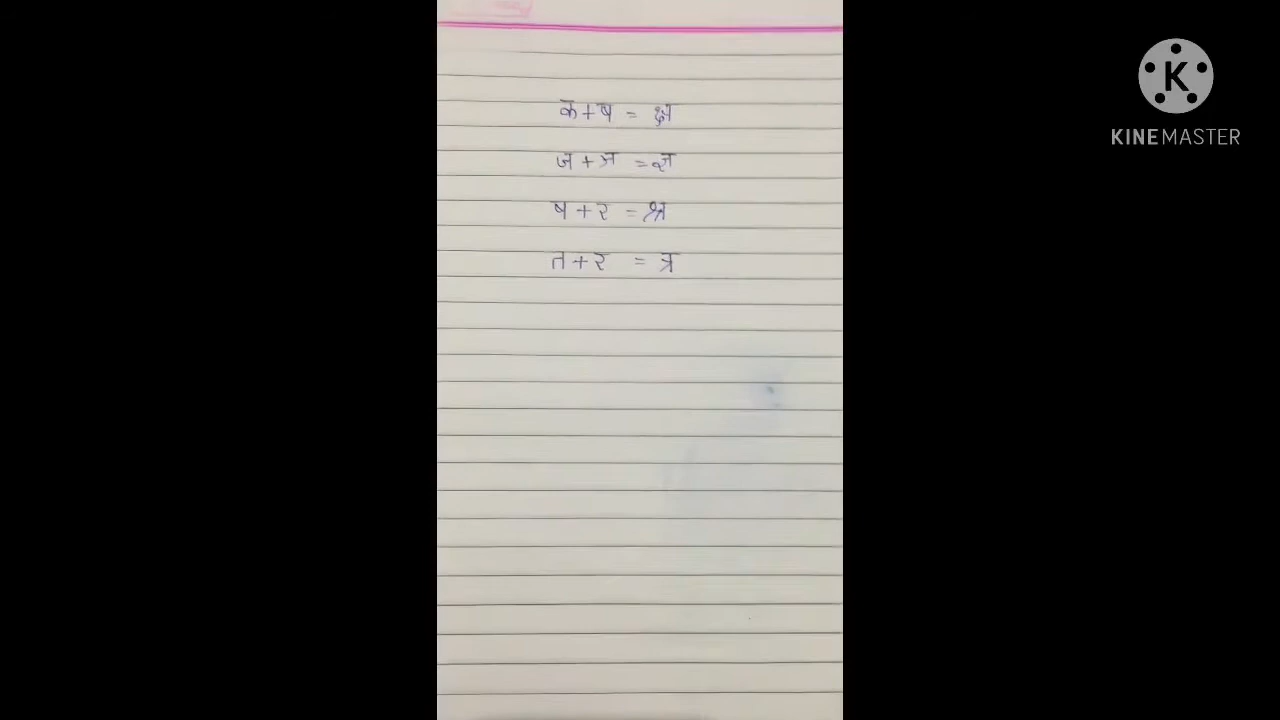 क + ष = क्ष
ज + ञ = ज्ञ
ष + र = श्र
त + र = त्र
KINEMASTER